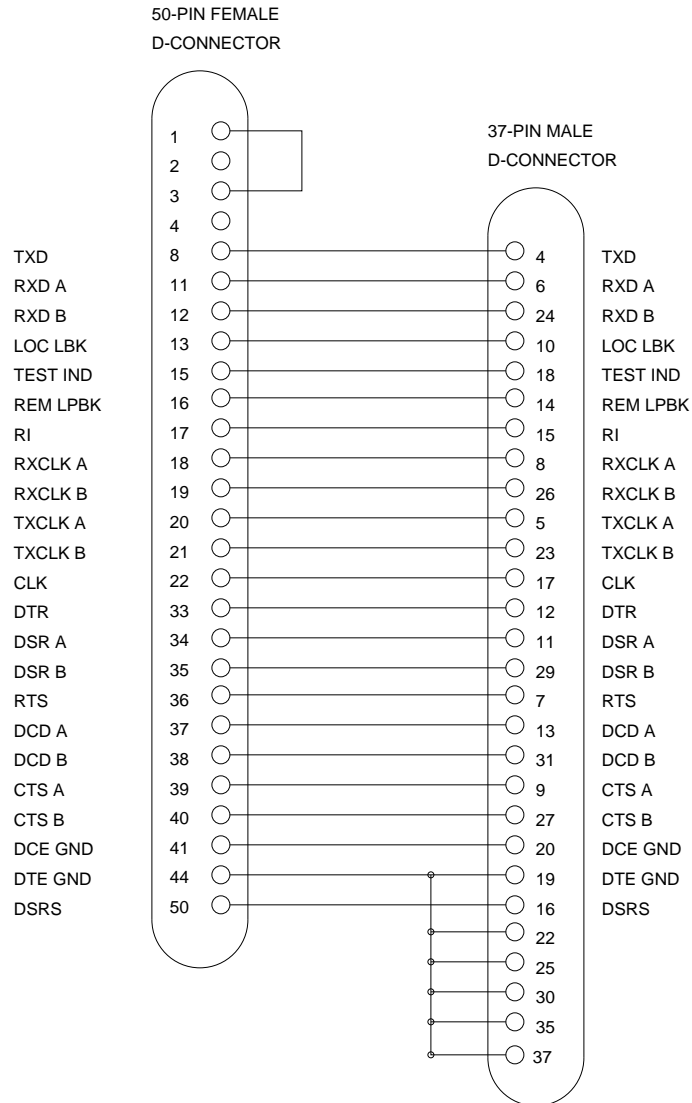 50-PIN FEMALE
D-CONNECTOR
37-PIN MALE
D-CONNECTOR
1
2
3
4
TXD 8 4 TXD
RXD A 11 6 RXD A
RXD B 12 24 RXD B
LOC LBK 13 10 LOC LBK
TEST IND 15 18 TEST IND
REM LPBK 16 14 REM LPBK
RI 17 15 RI
RXCLK A 18 8 RXCLK A
RXCLK B 19 26 RXCLK B
TXCLK A 20 5 TXCLK A
TXCLK B 21 23 TXCLK B
CLK 22 17 CLK
DTR 33 12 DTR
DSR A 34 11 DSR A
DSR B 35 29 DSR B
RTS 36 7 RTS
DCD A 37 13 DCD A
DCD B 38 31 DCD B
CTS A 39 9 CTS A
CTS B 40 27 CTS B
DCE GND 41 20 DCE GND
DTE GND 44 19 DTE GND
DSRS 50 16 DSRS
22
25
30
35
37